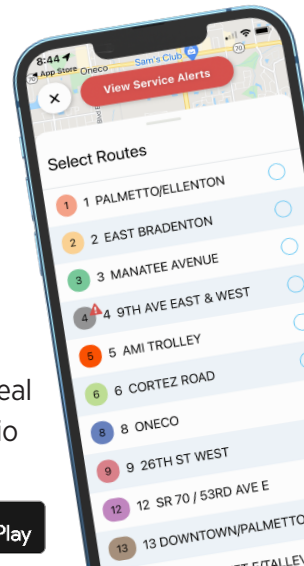 8:44
App Store
Oneco
Sam's Club
70
70
View Service Alerts
Select Routes
1 1 PALMETTO/ELLENTON
2 2 EAST BRADENTON
3 3 MANATEE AVENUE
4 4 9TH AVE EAST & WEST
5 5 AMI TROLLEY
6 6 CORTEZ ROAD
8 8 ONECO
9 9 26TH ST WEST
12 12 SR 70 / 53RD AVE E
13 13 DOWNTOWN/PALMETTO
eal
io
Play